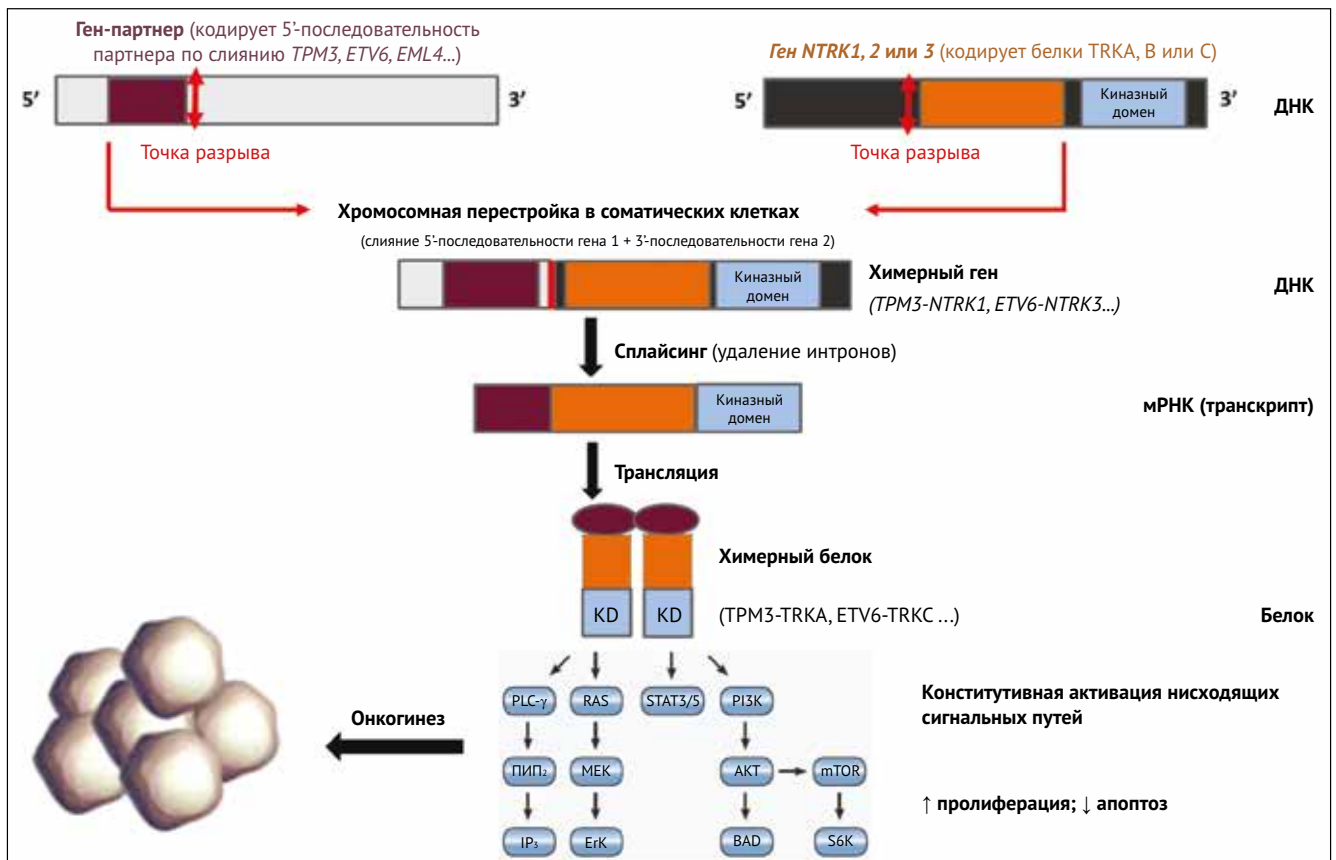 Ген-партнер (кодирует 5’-последовательность
партнера по слиянию TPM3, ETV6, EML4...)
Ген NTRK1, 2 или 3 (кодирует белки TRKA, B или C)
5’
3’
5’
Киназный
домен
3’
ДНК
Точка разрыва
Точка разрыва
Хромосомная перестройка в соматических клетках
(слияние 5’-последовательности гена 1 + 3’-последовательности гена 2)
Киназный
домен
Химерный ген
(TPM3-NTRK1, ETV6-NTRK3...)
ДНК
Сплайсинг (удаление интронов)
Киназный
домен
мРНК (транскрипт)
Трансляция
Химерный белок
KD
KD
(TPM3-TRKA, ETV6-TRKC ...)
Белок
PLC-γ
RAS
STAT3/5
PI3K
Конститутивная активация нисходящих
сигнальных путей
Онкогинез
ПИП₂
MEK
AKT
mTOR
↑ пролиферация; ↓ апоптоз
IP₃
ErK
BAD
S6K